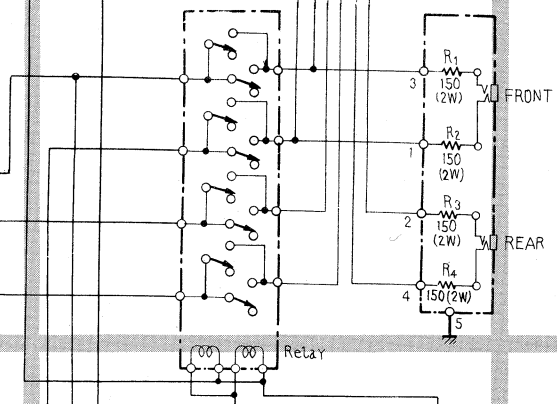 R1
3
150
(2W)
FRONT
R2
1
150
(2W)
R3
2
150
(2W)
REAR
R4
4
150(2W)
5
Relay